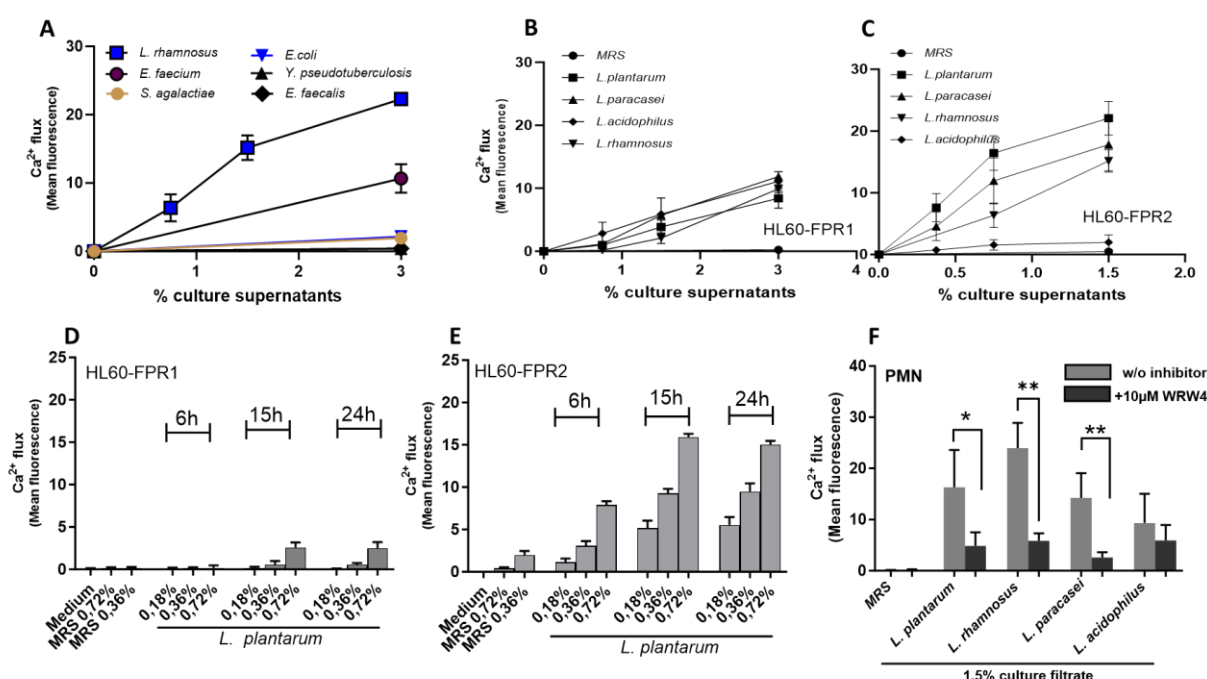 A
30
20
10
0
0
1
2
3
Ca2+ flux
(Mean fluorescence)
% culture supernatants
L. rhamnosus
E. faecium
S. agalactiae
E.coli
Y. pseudotuberculosis
E. faecalis
B
30
20
10
0
0
1
2
3
4
Ca2+ flux
(Mean fluorescence)
% culture supernatants
MRS
L.plantarum
L.paracasei
L.acidophilus
L.rhamnosus
HL60-FPR1
C
30
20
10
0
0.0
0.5
1.0
1.5
2.0
% culture supernatants
MRS
L.plantarum
L.paracasei
L.rhamnosus
L.acidophilus
HL60-FPR2
D
HL60-FPR1
25
20
15
10
5
0
Ca2+ flux
(Mean fluorescence)
6h
15h
24h
Medium
MRS 0,72%
MRS 0,36%
0,18%
0,36%
0,72%
0,18%
0,36%
0,72%
0,18%
0,36%
0,72%
L. plantarum
E
HL60-FPR2
25
20
15
10
5
0
Ca2+ flux
(Mean fluorescence)
6h
15h
24h
Medium
MRS 0,72%
MRS 0,36%
0,18%
0,36%
0,72%
0,18%
0,36%
0,72%
0,18%
0,36%
0,72%
L. plantarum
F
PMN
40
30
20
10
0
Ca2+ flux
(Mean fluorescence)
w/o inhibitor
+10µM WRW4
*
**
**
MRS
L. plantarum
L. rhamnosus
L. paracasei
L. acidophilus
1.5% culture filtrate